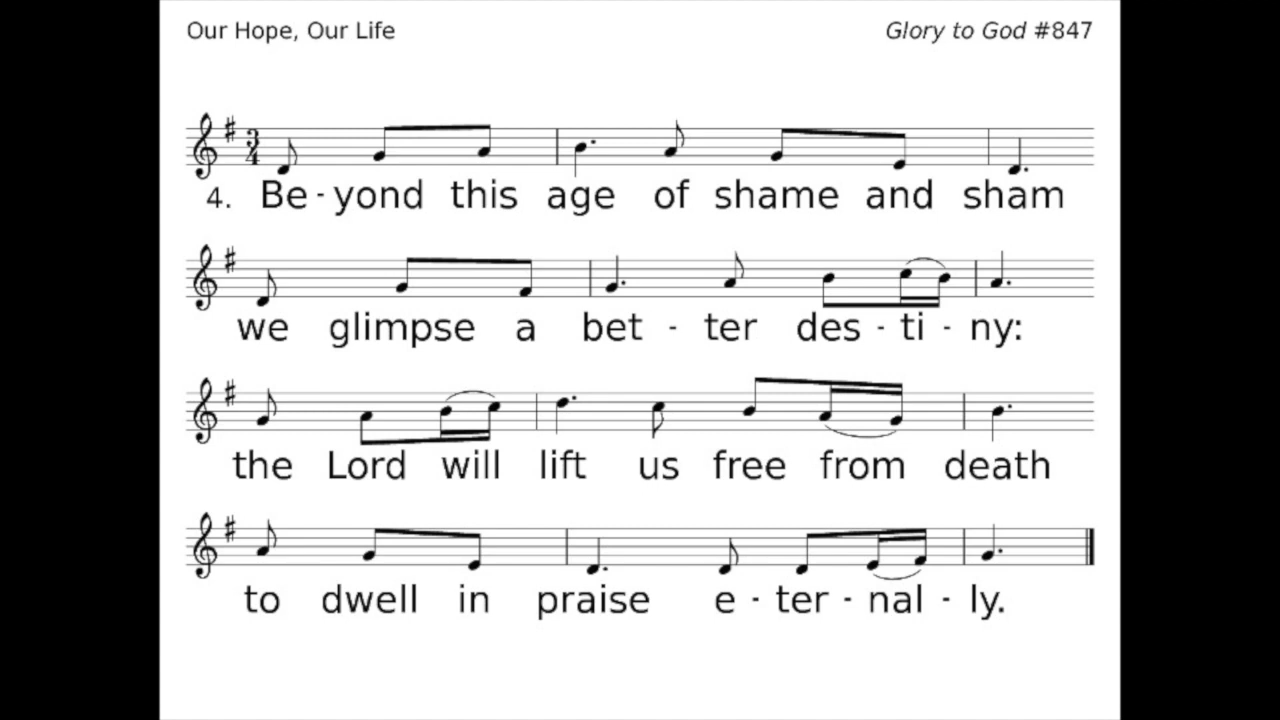 Our Hope, Our Life Glory to God #847
3
4
4. Be - yond this age of shame and sham
we glimpse a bet - ter des - ti - ny:
the Lord will lift us free from death
to dwell in praise e - ter - nal - ly.